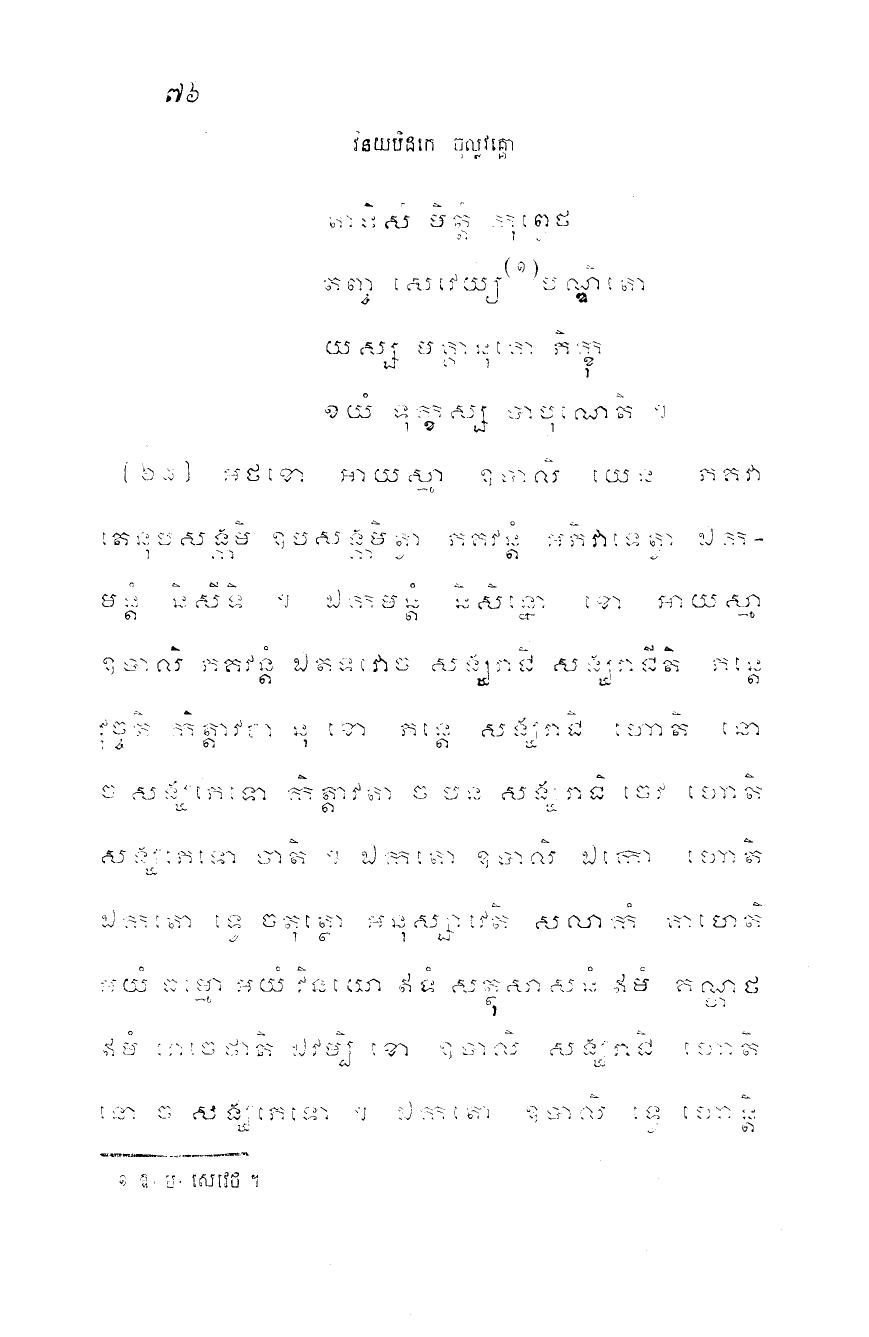 ៧៦
វិនយបិដកេ ចុល្លវគ្គោ
តាទិសំ មិត្តំ កុព្វេថ
តញ្ច សេវេយ្យ(១)បណ្ឌិតោ
យស្ស មគ្គានុគោ ភិក្ខុ
ខយំ ទុក្ខស្ស បាបុណេតិ ។
អថខោ អាយស្មា ឧបាលិ យេន ភគវា
តេនុបសង្កមិ ឧបសង្កមិត្វា ភគវន្តំ អភិវាទេត្វា ឯក-
មន្តំ និសីទិ ។ ឯកមន្តំ និសិន្នោ ខោ អាយស្មា
ឧបាលិ ភគវន្តំ ឯតទវោច សង្ឃរាជិ សង្ឃរាជីតិ ភន្តេ
វុច្ចតិ កិត្តាវតា នុ ខោ ភន្តេ សង្ឃរាជិ ហោតិ នោ
ច សង្ឃភេទោ កិត្តាវតា ច បន សង្ឃរាជិ ចេវ ហោតិ
សង្ឃភេទោ ចាតិ ។ ឯកតោ ឧបាលិ ឯកោ ហោតិ
ឯកតោ ទ្វេ ចតុត្ថោ អនុស្សាវេតិ សលាកំ គាហេតិ
អយំ ធម្មោ អយំ វិនយោ ឥទំ សត្ថុសាសនំ ឥមំ គណ្ហថ
ឥមំ រោចេថាតិ ឯវម្បិ ខោ ឧបាលិ សង្ឃរាជិ ហោតិ
នោ ច សង្ឃភេទោ ។ ឯកតោ ឧបាលិ ទ្វេ ហោន្តិ
១ ឱ. ម. សេវេថ ។